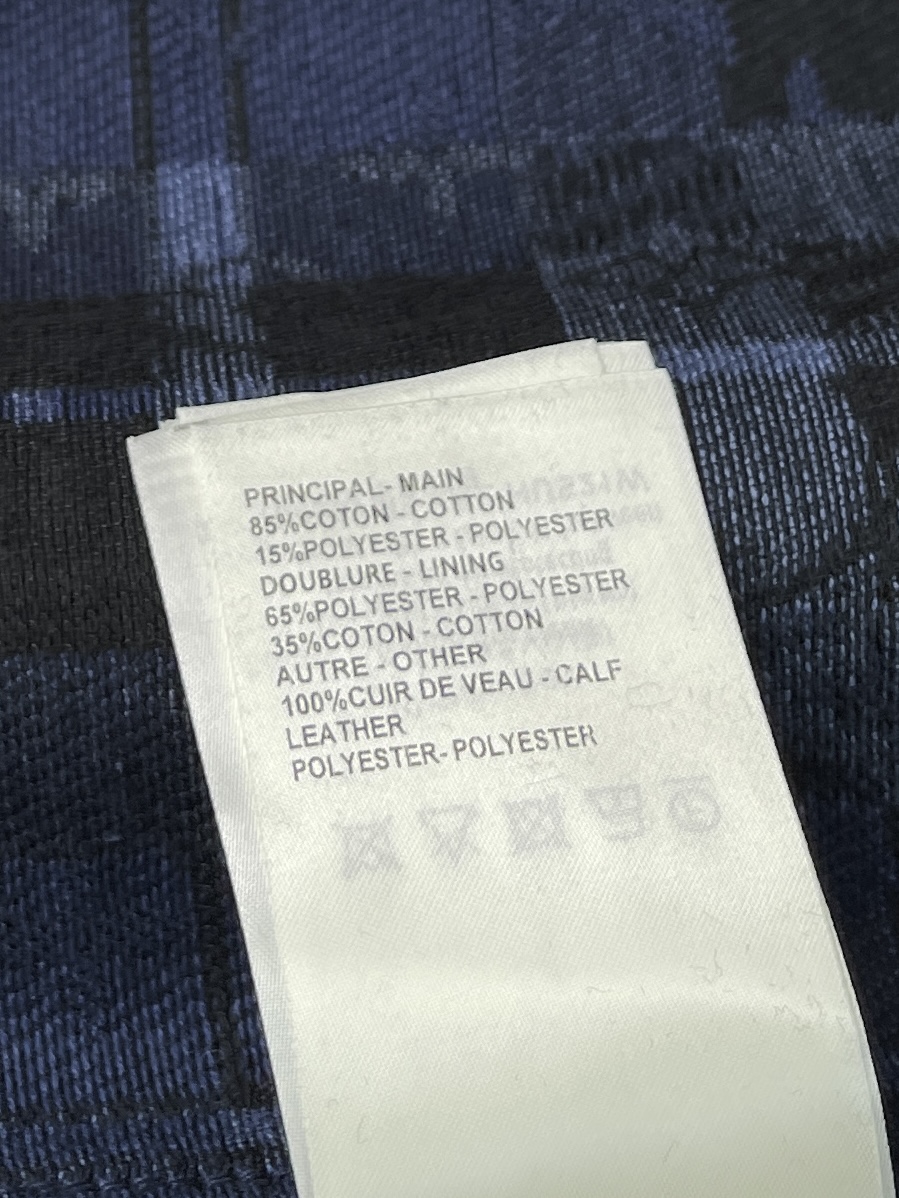 PRINCIPAL- MAIN
85%COTON - COTTON
15%POLYESTER - POLYESTER
DOUBLURE - LINING
65%POLYESTER - POLYESTER
35%COTON - COTTON
AUTRE - OTHER
100%CUIR DE VEAU - CALF
LEATHER
POLYESTER- POLYESTER